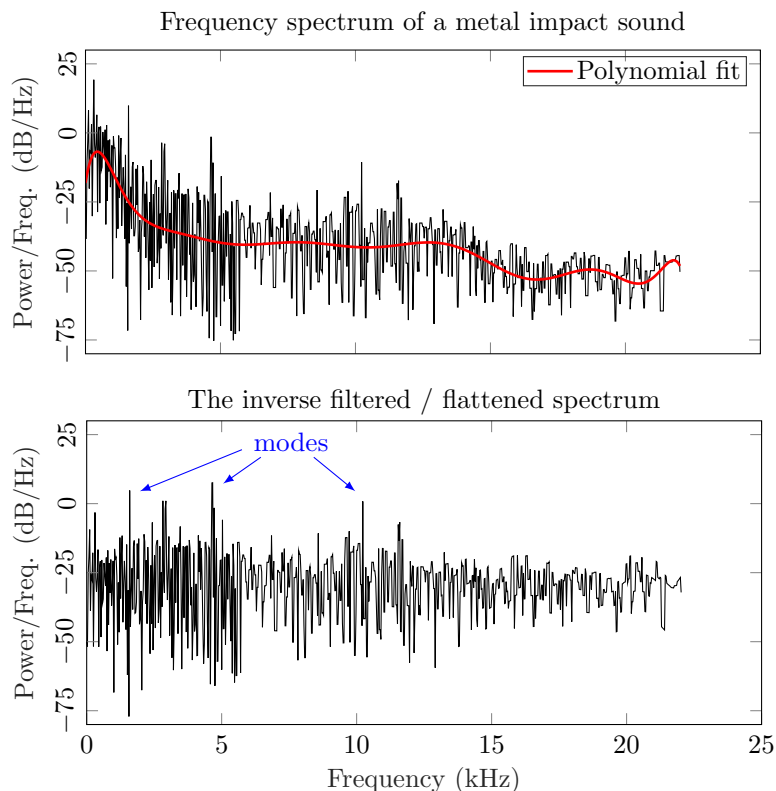 Frequency spectrum of a metal impact sound
25
0
−25
−50
−75
Power/Freq. (dB/Hz)
Polynomial fit
The inverse filtered / flattened spectrum
25
0
−25
−50
−75
Power/Freq. (dB/Hz)
modes
0 5 10 15 20 25
Frequency (kHz)